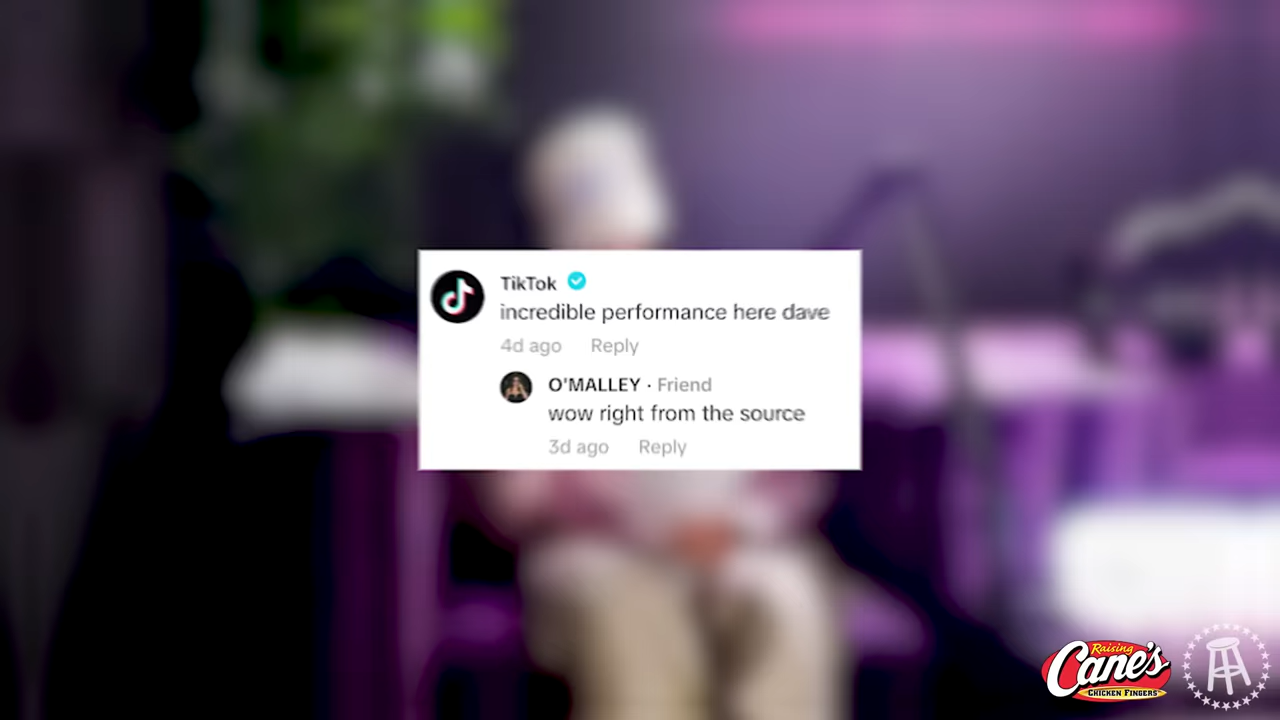 TikTok
incredible performance here dave
4d ago Reply
O'MALLEY · Friend
wow right from the source
3d ago Reply
Raising
Cane's
CHICKEN FINGERS